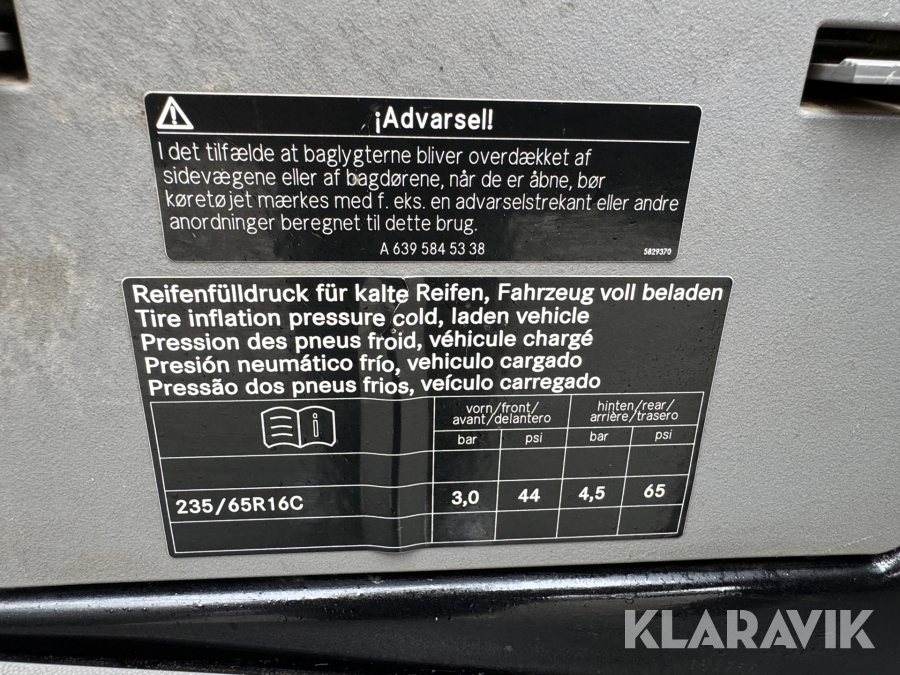 ¡Advarsel!
I det tilfælde at baglygterne bliver overdækket af
sidevægene eller af bagdørene, når de er åbne, bør
køretøjet mærkes med f. eks. en advarselstrekant eller andre
anordninger beregnet til dette brug.
A 639 584 53 38
5829370
Reifenfülldruck für kalte Reifen, Fahrzeug voll beladen
Tire inflation pressure cold, laden vehicle
Pression des pneus froid, véhicule chargé
Presión neumático frío, vehiculo cargado
Pressão dos pneus frios, veículo carregado
vorn/front/ hinten/rear/
avant/delantero arrière/trasero
bar psi bar psi
235/65R16C 3,0 44 4,5 65
KLARAVIK